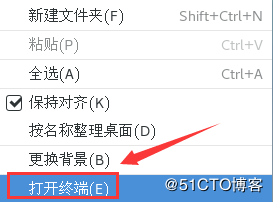 新建文件夹(F) Shift+Ctrl+N
粘贴(P) Ctrl+V
全选(A) Ctrl+A
保持对齐(K)
按名称整理桌面(D)
更换背景(B)
打开终端(E)
@51CTO博客